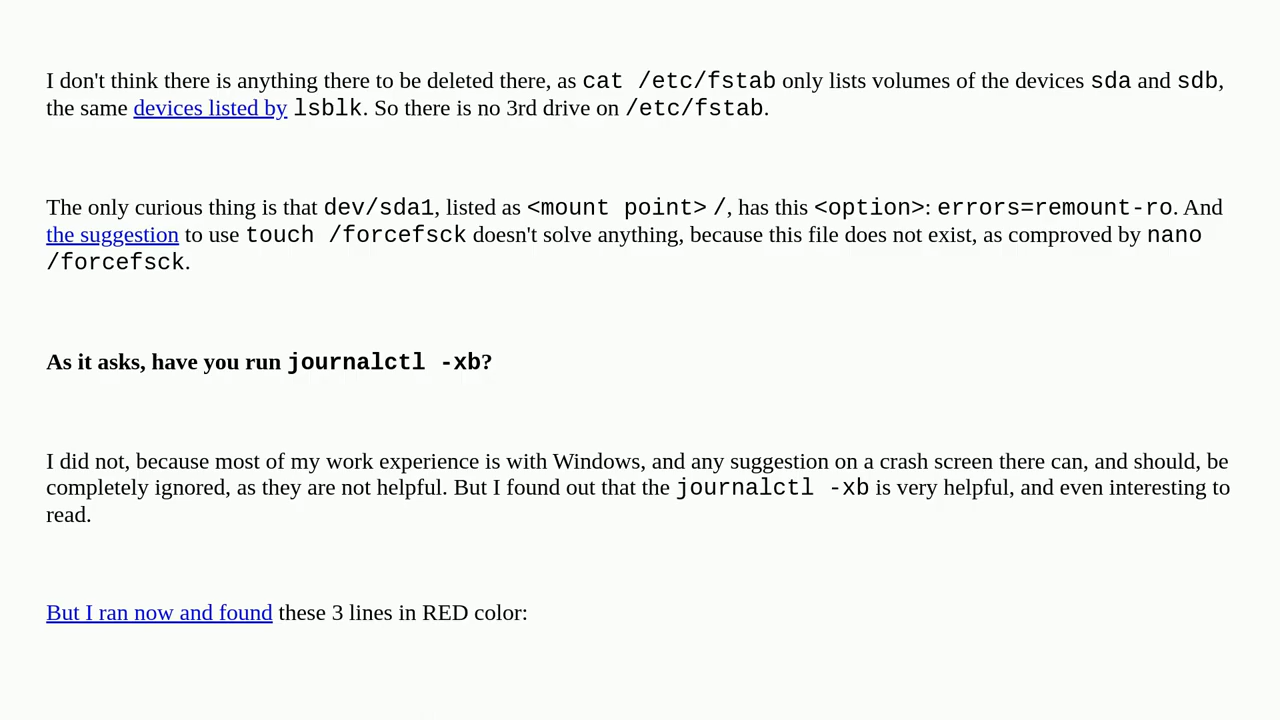 I don't think there is anything there to be deleted there, as cat /etc/fstab only lists volumes of the devices sda and sdb,
the same devices listed by lsblk. So there is no 3rd drive on /etc/fstab.
The only curious thing is that dev/sda1, listed as <mount point> /, has this <option>: errors=remount-ro. And
the suggestion to use touch /forcefsck doesn't solve anything, because this file does not exist, as comproved by nano
/forcefsck.
As it asks, have you run journalctl -xb?
I did not, because most of my work experience is with Windows, and any suggestion on a crash screen there can, and should, be
completely ignored, as they are not helpful. But I found out that the journalctl -xb is very helpful, and even interesting to
read.
But I ran now and found these 3 lines in RED color: